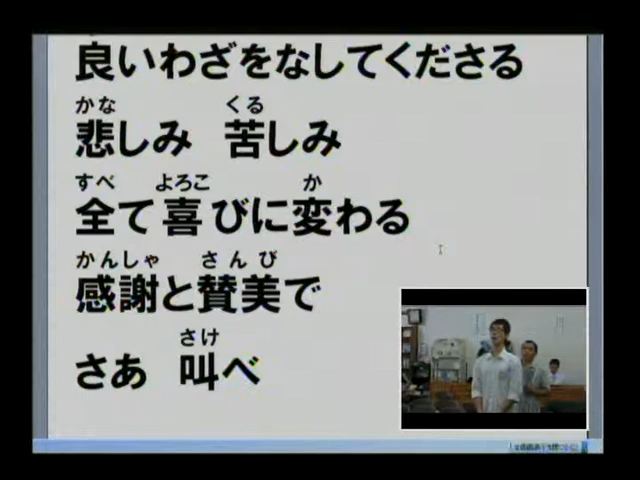 良いわざをなしてくださる
かな くる
悲しみ 苦しみ
すべ よろこ か
全て喜びに変わる
かんしゃ さんび
感謝と賛美で
さけ
さあ 叫べ